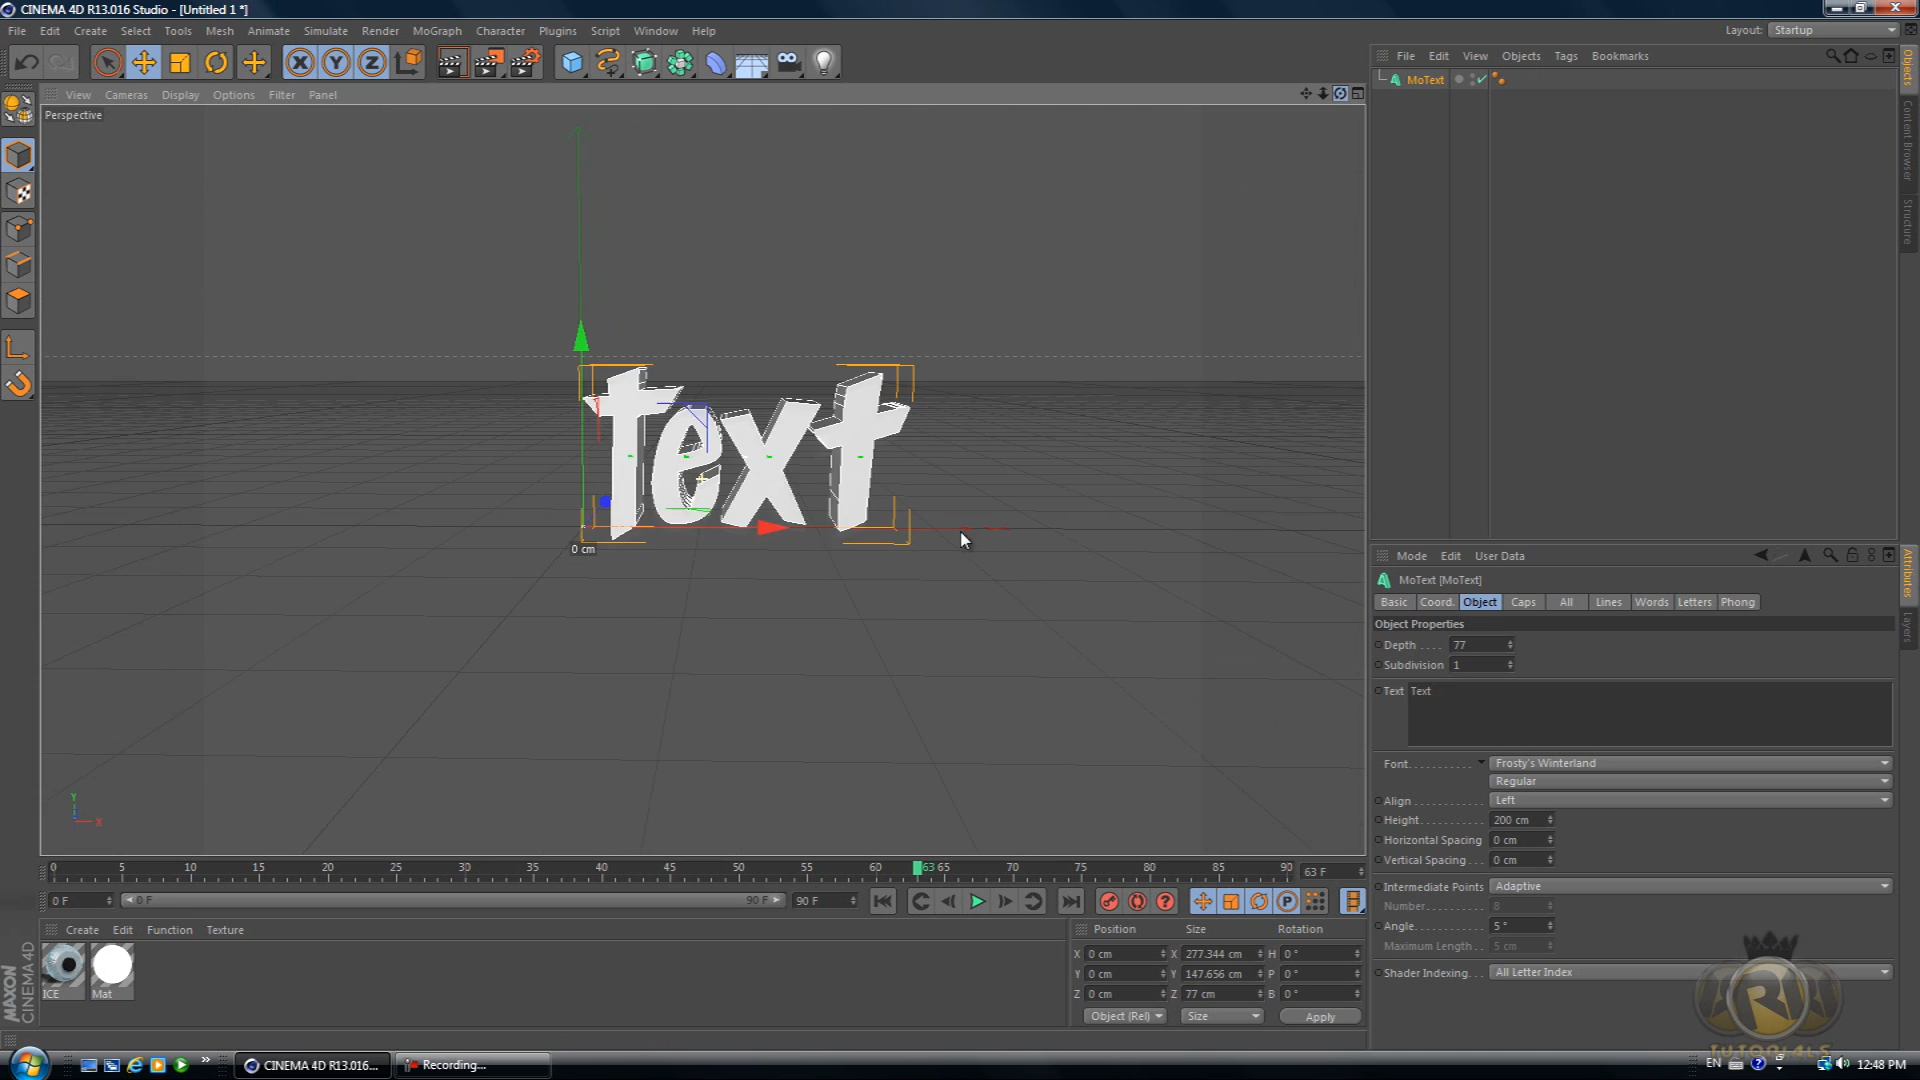 CINEMA 4D R13.016 Studio - [Untitled 1 *]
File Edit Create Select Tools Mesh Animate Simulate Render MoGraph Character Plugins Script Window Help
Layout: Startup
X Y Z
File Edit View Objects Tags Bookmarks
MoText
Objects
Content Browser
Structure
View Cameras Display Options Filter Panel
Perspective
Text
0 cm
Y
X
Mode Edit User Data
Attributes
Layers
MoText [MoText]
Basic Coord. Object Caps All Lines Words Letters Phong
Object Properties
Depth . . . . 77
Subdivision 1
Text Text
Font. . . . . . . . Frosty's Winterland
Regular
Align . . . . . . . . . . Left
Height. . . . . . . . . 200 cm
Horizontal Spacing 0 cm
Vertical Spacing . . . 0 cm
Intermediate Points Adaptive
Number. . . . . . . . 8
Angle. . . . . . . . . . 5 °
Maximum Length . . 5 cm
Shader Indexing. . . All Letter Index
0 5 10 15 20 25 30 35 40 45 50 55 60 63 65 70 75 80 85 90 63 F
0 F 0 F 90 F 90 F
P
Create Edit Function Texture
ICE Mat
MAXON
CINEMA 4D
Position Size Rotation
X 0 cm X 277.344 cm H 0 °
Y 0 cm Y 147.656 cm P 0 °
Z 0 cm Z 77 cm B 0 °
Object (Rel) Size Apply
TUTORI4LS
CINEMA 4D R13.016... Recording... EN 12:48 PM